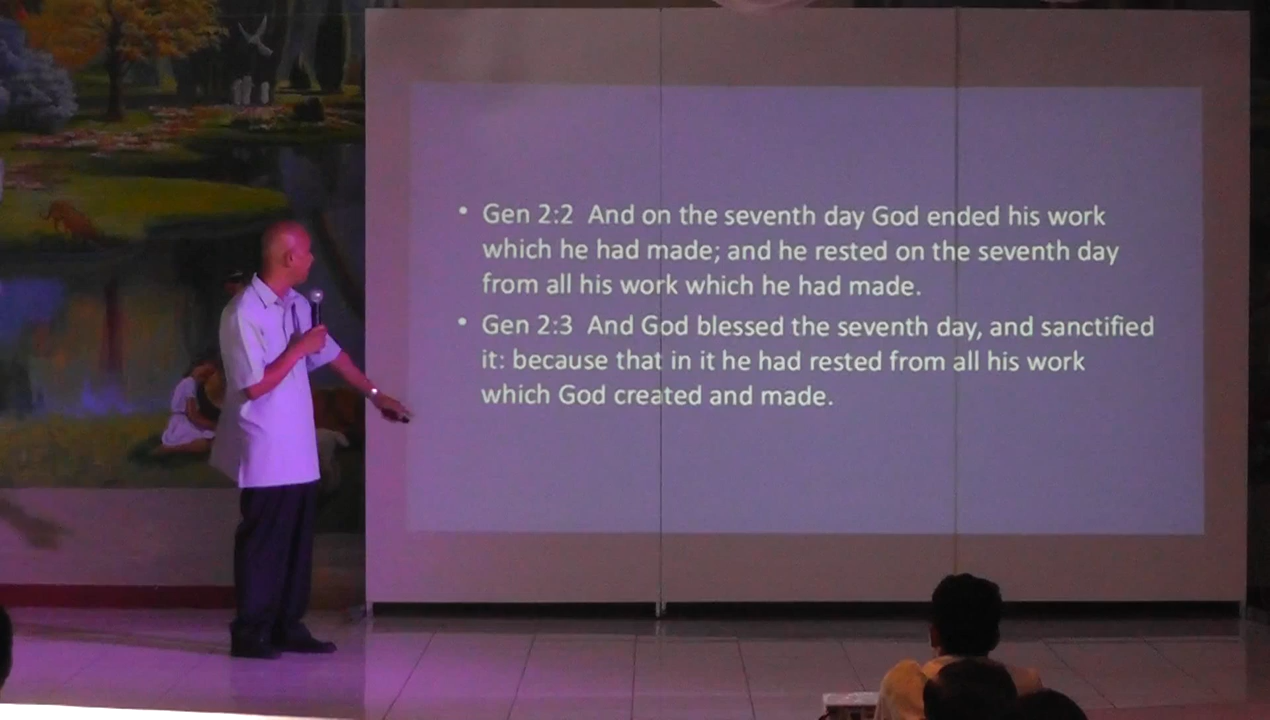 • Gen 2:2 And on the seventh day God ended his work
which he had made; and he rested on the seventh day
from all his work which he had made.
• Gen 2:3 And God blessed the seventh day, and sanctified
it: because that in it he had rested from all his work
which God created and made.